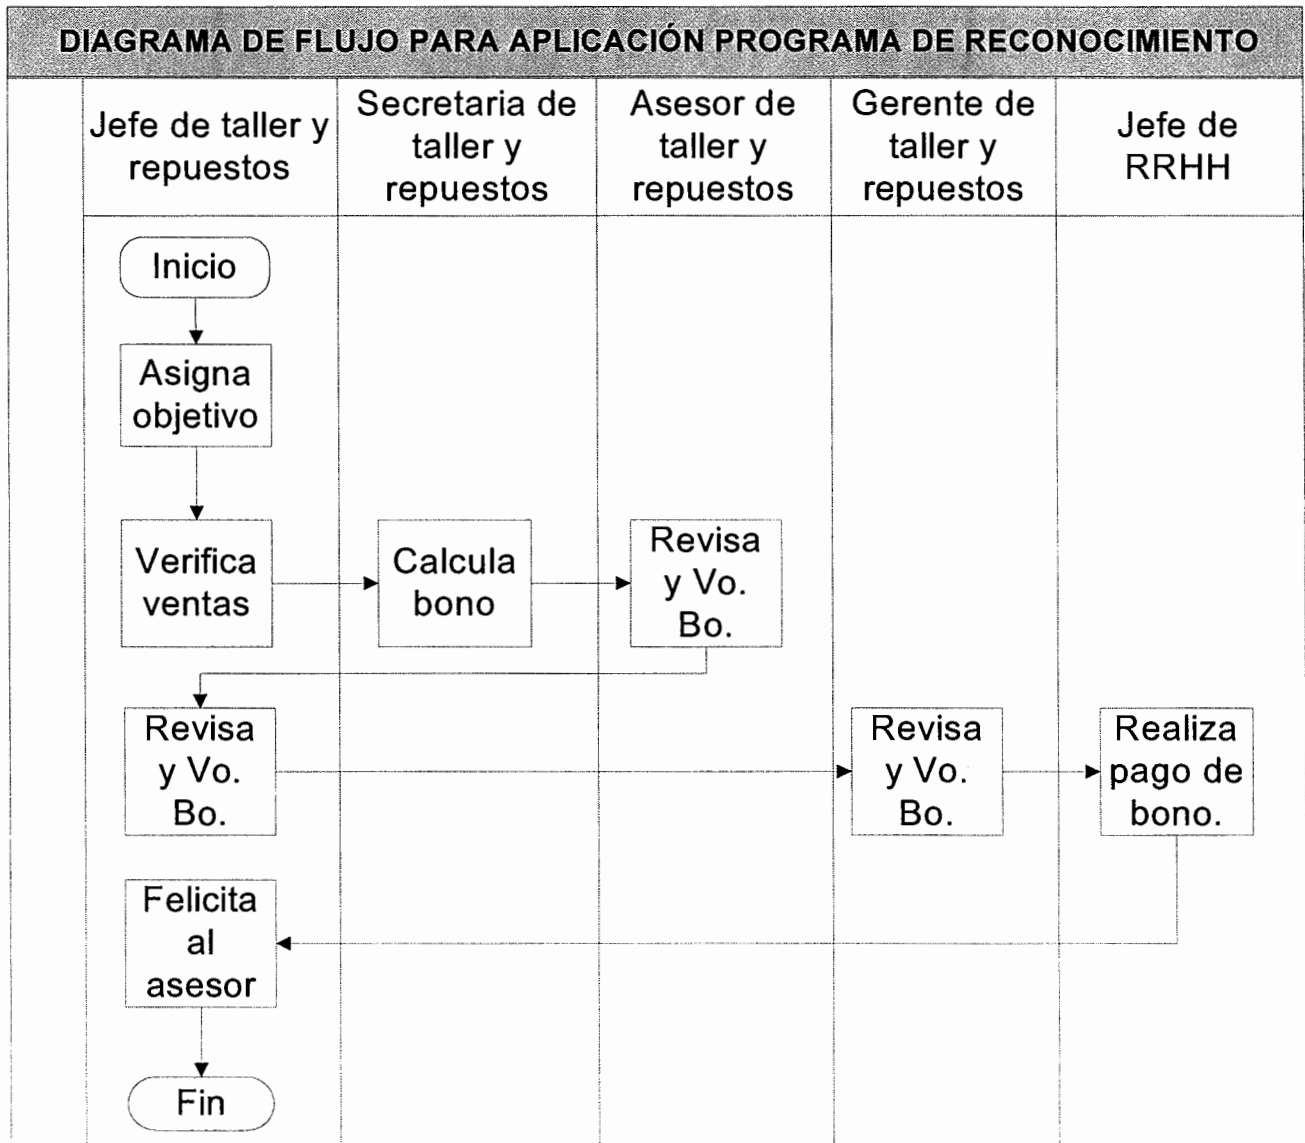 DIAGRAMA DE FLUJO PARA APLICACIÓN PROGRAMA DE RECONOCIMIENTO
Jefe de taller y
repuestos
Secretaria de
taller y
repuestos
Asesor de
taller y
repuestos
Gerente de
taller y
repuestos
Jefe de
RRHH
Inicio
Asigna
objetivo
Verifica
ventas
Calcula
bono
Revisa
y Vo.
Bo.
Revisa
y Vo.
Bo.
Revisa
y Vo.
Bo.
Realiza
pago de
bono.
Felicita
al
asesor
Fin